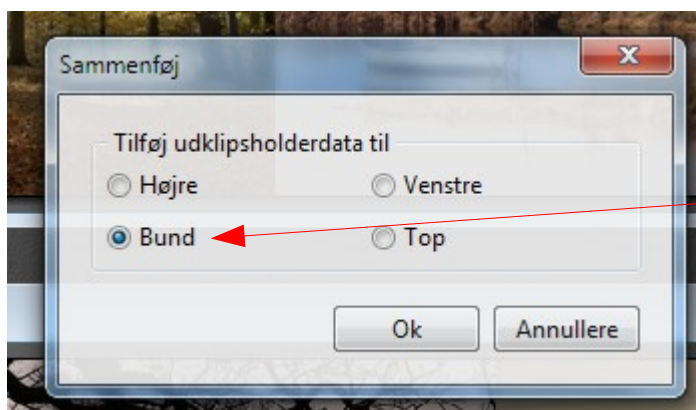 Sammenføj
Tilføj udklipsholderdata til
Højre
Venstre
Bund
Top
Ok
Annullere